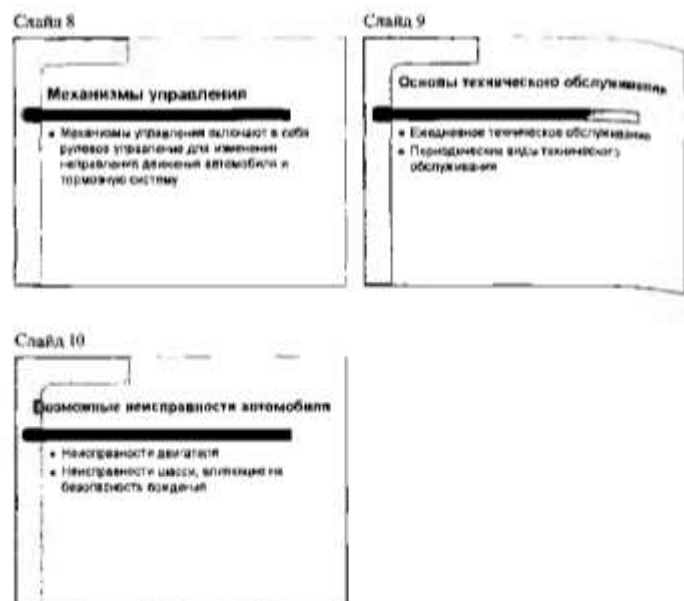 Слайд 8
Механизмы управления
• Механизмы управления включают в себя
рулевое управление для изменения
направления движения автомобиля и
тормозную систему
Слайд 9
Основы технического обслуживания
• Ежедневное техническое обслуживание
• Периодические виды технического
обслуживания
Слайд 10
Возможные неисправности автомобиля
• Неисправности двигателя
• Неисправности шасси, влияющие на
безопасность вождения